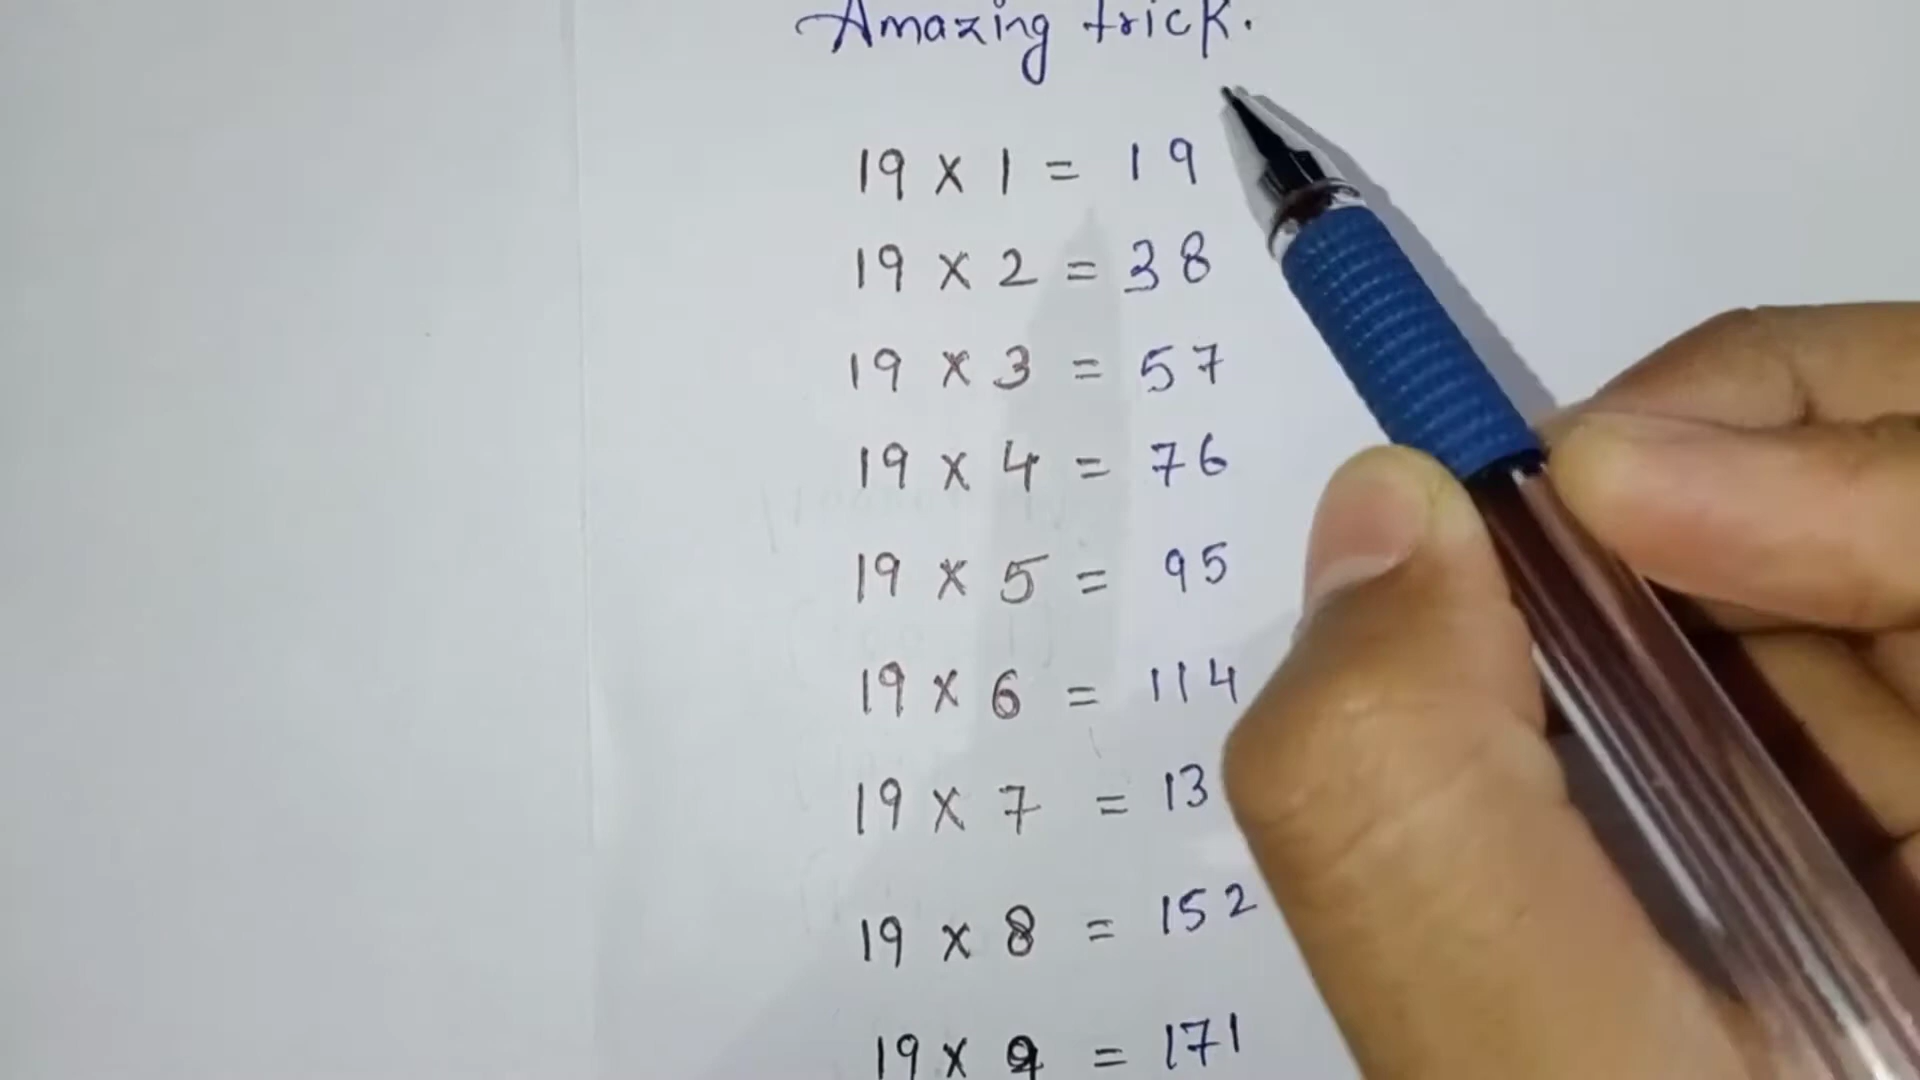 Amazing trick.
19 x 1 = 19
19 x 2 = 38
19 x 3 = 57
19 x 4 = 76
19 x 5 = 95
19 x 6 = 114
19 x 7 = 13
19 x 8 = 152
19 x 9 = 171